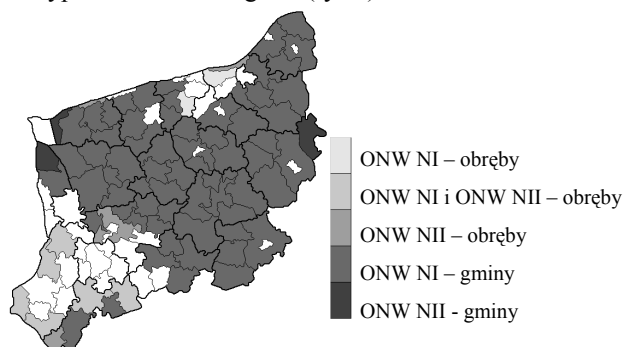 ONW NI – obręby
ONW NI i ONW NII – obręby
ONW NII – obręby
ONW NI – gminy
ONW NII - gminy